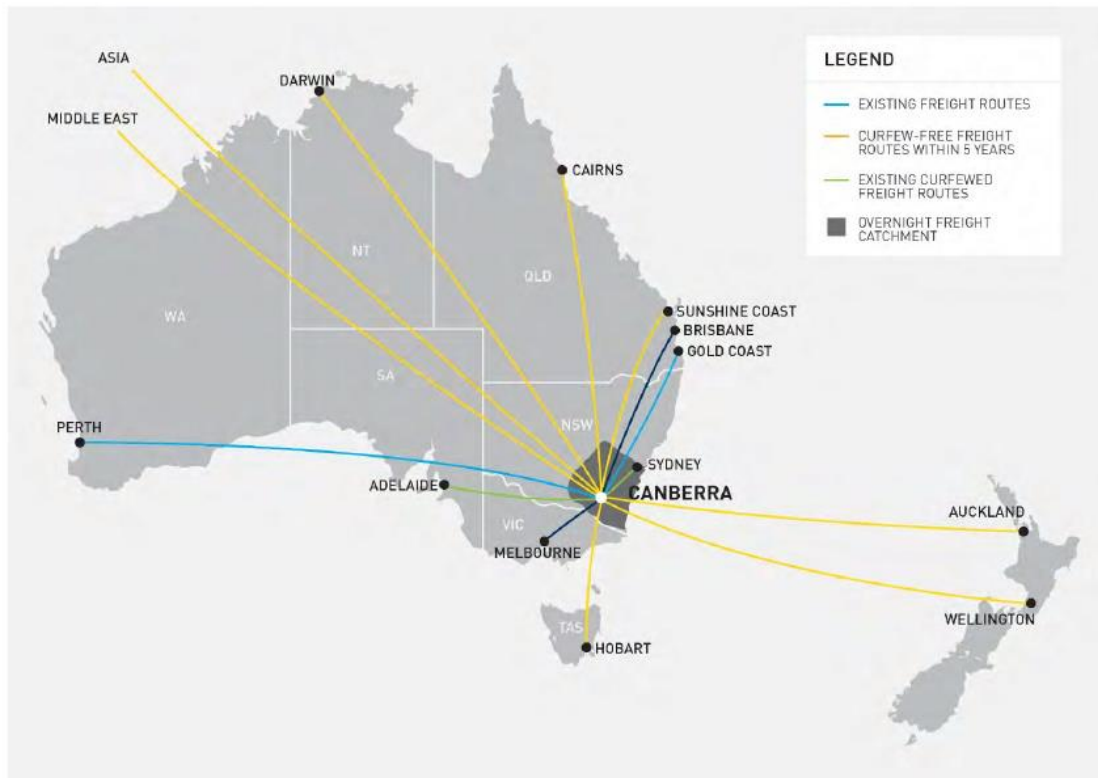 ASIA
MIDDLE EAST
DARWIN
CAIRNS
LEGEND
EXISTING FREIGHT ROUTES
CURFEW-FREE FREIGHT
ROUTES WITHIN 5 YEARS
EXISTING CURFEWED
FREIGHT ROUTES
OVERNIGHT FREIGHT
CATCHMENT
NT
QLD
WA
SUNSHINE COAST
BRISBANE
GOLD COAST
SA
NSW
PERTH
SYDNEY
ADELAIDE
CANBERRA
VIC
MELBOURNE
AUCKLAND
WELLINGTON
TAS
HOBART